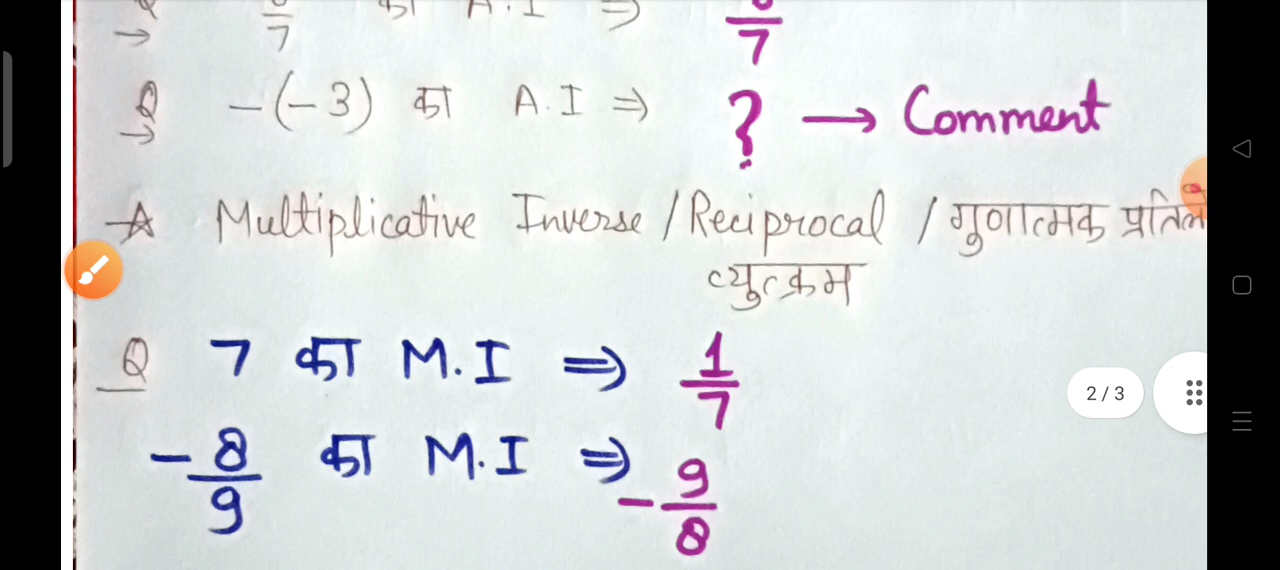 7 का A.I ⇒ 7
Q → -(-3) का A.I ⇒ ? → Comment
☆ Multiplicative Inverse / Reciprocal / गुणात्मक
व्युत्क्रम
Q 7 का M.I ⇒ 1/7
-8/9 का M.I ⇒ -9/8
2 / 3